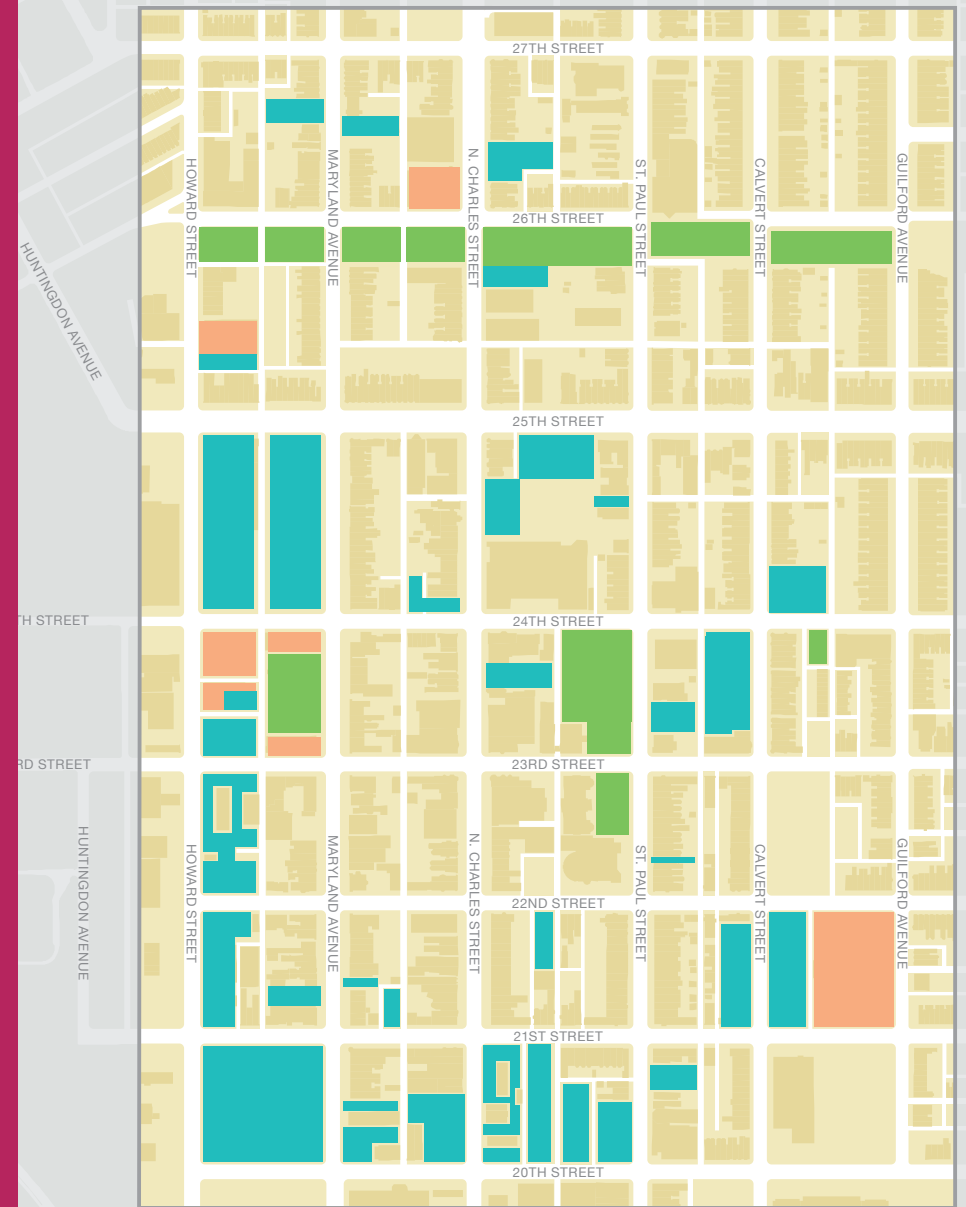 27TH STREET
HOWARD STREET
MARYLAND AVENUE
N. CHARLES STREET
ST. PAUL STREET
CALVERT STREET
GUILFORD AVENUE
26TH STREET
HUNTINGDON AVENUE
25TH STREET
TH STREET
24TH STREET
RD STREET
23RD STREET
HUNTINGDON AVENUE
HOWARD STREET
MARYLAND AVENUE
N. CHARLES STREET
ST. PAUL STREET
CALVERT STREET
GUILFORD AVENUE
22ND STREET
21ST STREET
20TH STREET